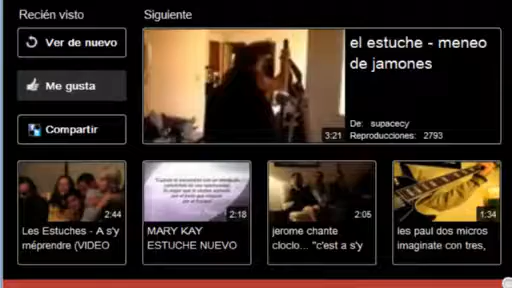 Recién visto
Siguiente
Ver de nuevo
Me gusta
Compartir
el estuche - meneo
de jamones
De: supacecy
Reproducciones: 2793
3:21
2:44
Les Estuches - A s'y
méprendre (VIDEO
2:18
MARY KAY
ESTUCHE NUEVO
2:05
jerome chante
cloclo... "c'est a s'y
1:34
les paul dos micros
imaginate con tres,